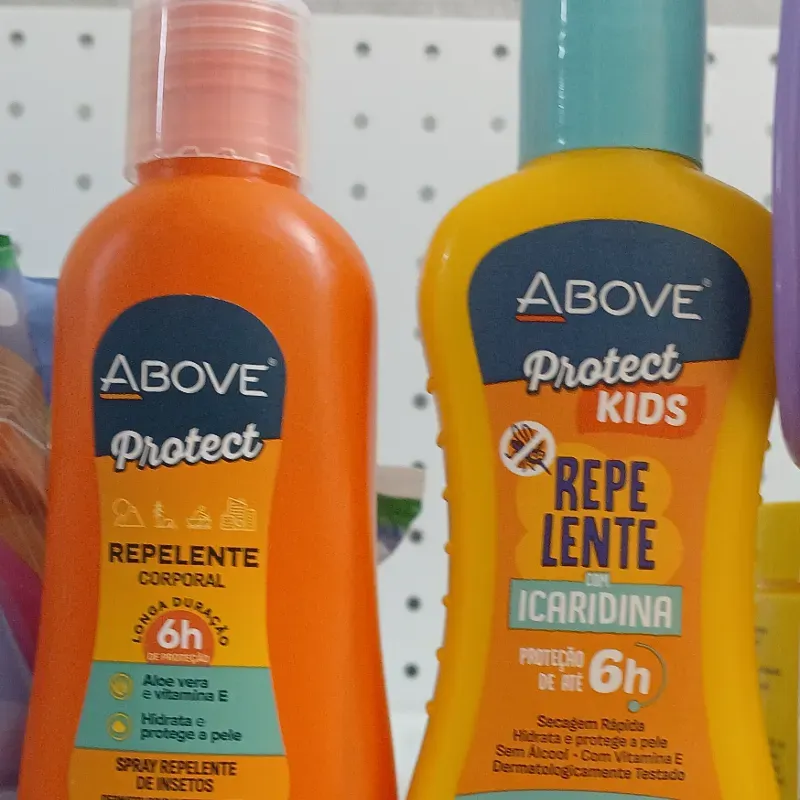 ABOVE®
Protect
REPELENTE
CORPORAL
LONGA DURAÇÃO
6h
DE PROTEÇÃO
Aloe vera
e vitamina E
Hidrata e
protege a pele
SPRAY REPELENTE
DE INSETOS
ABOVE®
Protect
KIDS
REPE
LENTE
COM
ICARIDINA
PROTEÇÃO
DE ATÉ 6h
Secagem Rápida
Hidrata e protege a pele
Sem Álcool - Com Vitamina E
Dermatologicamente Testado